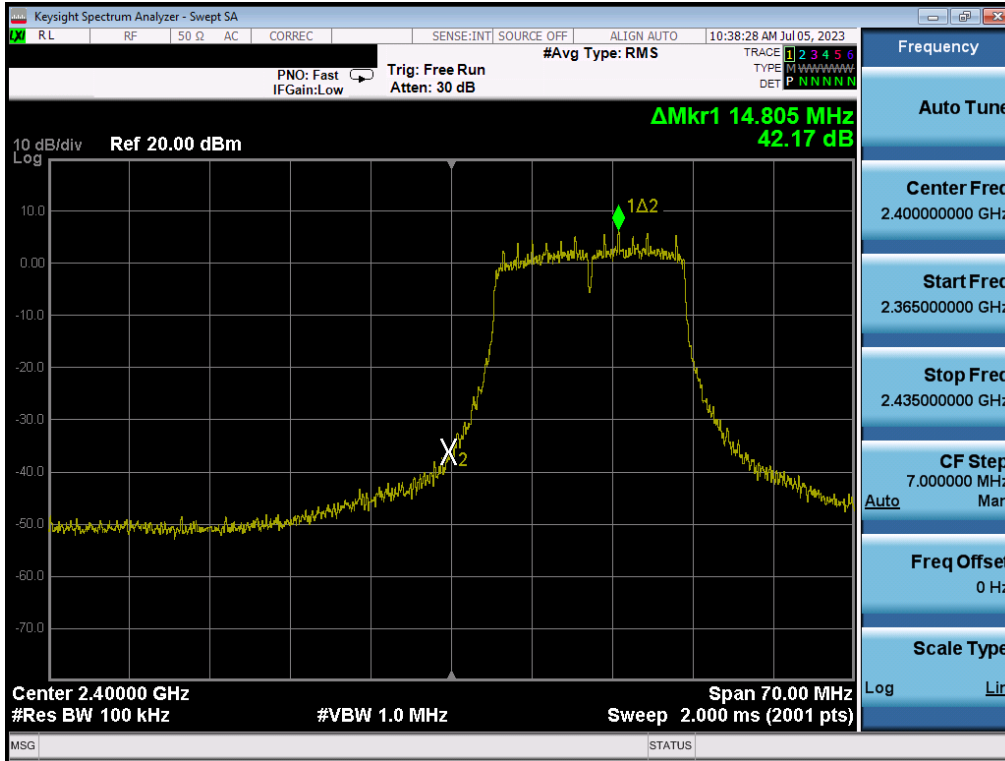 Keysight Spectrum Analyzer - Swept SA
LXI RL RF 50 Ω AC CORREC SENSE:INT SOURCE OFF ALIGN AUTO 10:38:28 AM Jul 05, 2023
#Avg Type: RMS TRACE 1 2 3 4 5 6
PNO: Fast Trig: Free Run TYPE M W W W W W
IFGain:Low Atten: 30 dB DET P N N N N N
ΔMkr1 14.805 MHz
42.17 dB
10 dB/div Ref 20.00 dBm
Log
1Δ2
10.0
0.00
-10.0
-20.0
-30.0
X2
-40.0
-50.0
-60.0
-70.0
Center 2.40000 GHz Span 70.00 MHz
#Res BW 100 kHz #VBW 1.0 MHz Sweep 2.000 ms (2001 pts)
MSG STATUS
Frequency
Auto Tune
Center Freq
2.400000000 GHz
Start Freq
2.365000000 GHz
Stop Freq
2.435000000 GHz
CF Step
7.000000 MHz
Auto Man
Freq Offset
0 Hz
Scale Type
Log Lin